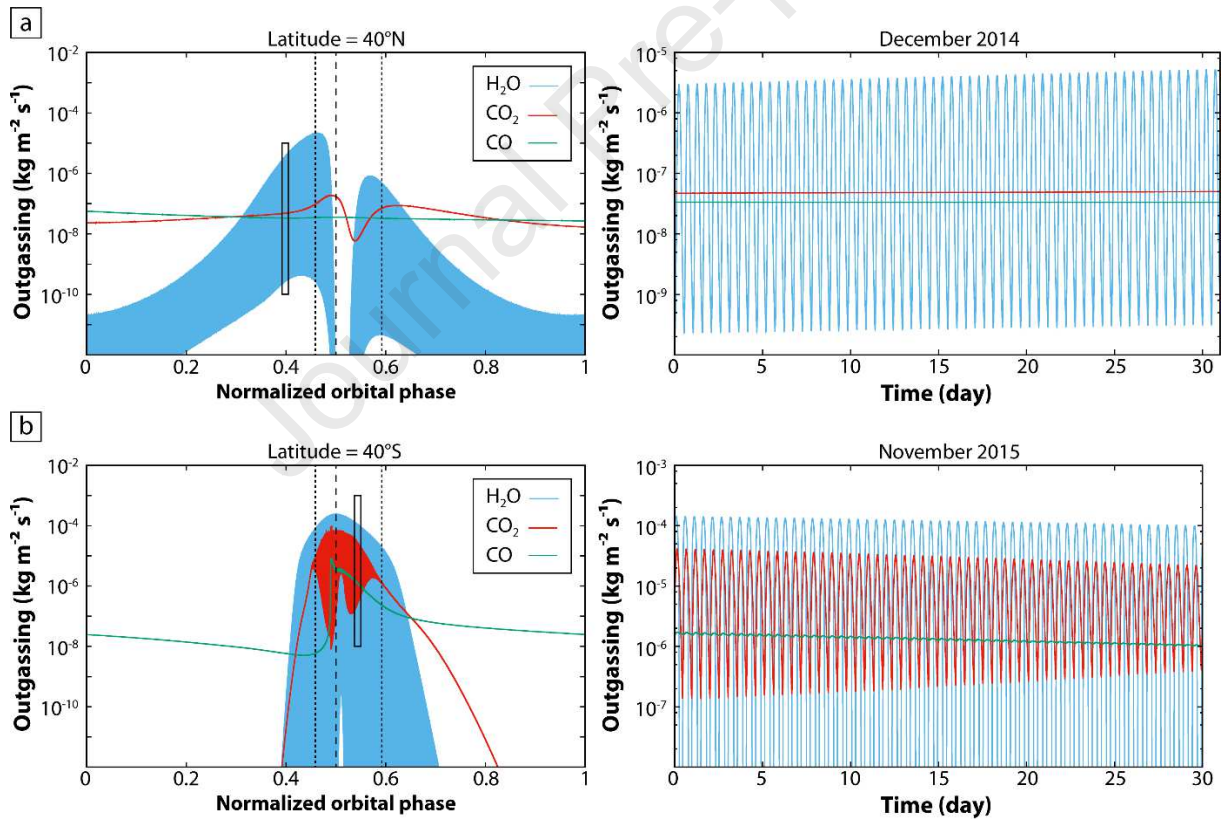 Journal Pre-
a
Latitude = 40°N
10⁻²
10⁻⁴
10⁻⁶
10⁻⁸
10⁻¹⁰
Outgassing (kg m⁻² s⁻¹)
H₂O
CO₂
CO
0 0.2 0.4 0.6 0.8 1
Normalized orbital phase
December 2014
10⁻⁵
10⁻⁶
10⁻⁷
10⁻⁸
10⁻⁹
Outgassing (kg m⁻² s⁻¹)
0 5 10 15 20 25 30
Time (day)
b
Latitude = 40°S
10⁻²
10⁻⁴
10⁻⁶
10⁻⁸
10⁻¹⁰
Outgassing (kg m⁻² s⁻¹)
H₂O
CO₂
CO
0 0.2 0.4 0.6 0.8 1
Normalized orbital phase
November 2015
10⁻³
10⁻⁴
10⁻⁵
10⁻⁶
10⁻⁷
Outgassing (kg m⁻² s⁻¹)
0 5 10 15 20 25 30
Time (day)